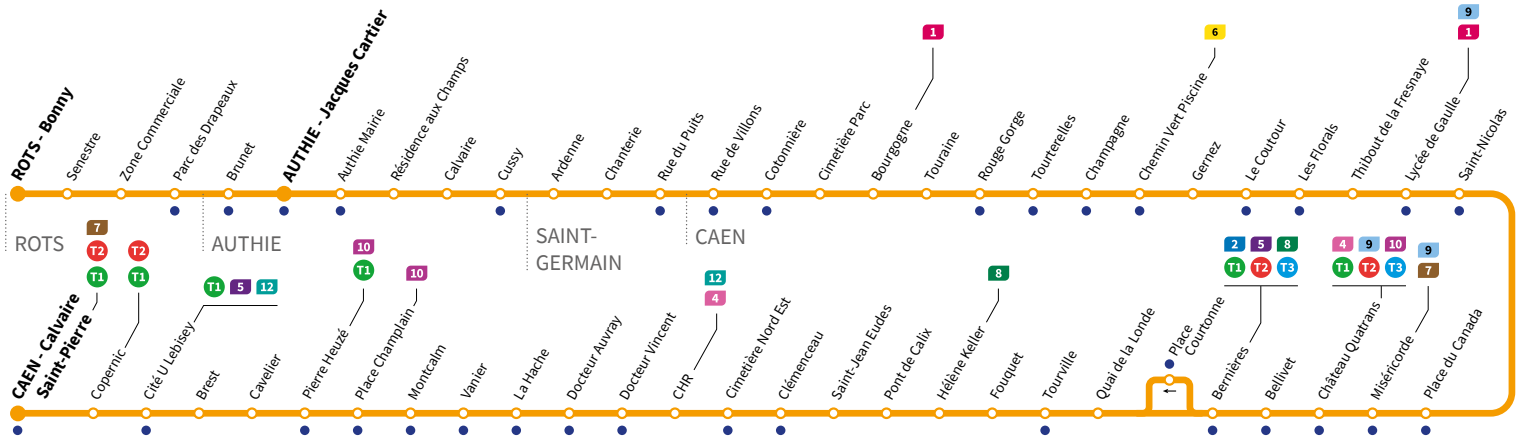 ROTS - Bonny
Senestre
Zone Commerciale
Parc des Drapeaux
Brunet
AUTHIE - Jacques Cartier
Authie Mairie
Résidence aux Champs
Calvaire
Cussy
Ardenne
Chanterie
Rue du Puits
Rue de Villons
Cotonnière
Cimetière Parc
Bourgogne
1
Touraine
Rouge Gorge
Tourterelles
Champagne
Chemin Vert Piscine
6
Gernez
Le Coutour
Les Florals
Thibout de la Fresnaye
Lycée de Gaulle
9
1
Saint-Nicolas
ROTS
AUTHIE
SAINT-
GERMAIN
CAEN
CAEN - Calvaire
Saint-Pierre
7
T2
T1
Copernic
T2
T1
Cité U Lebisey
T1 5 12
Brest
Cavelier
Pierre Heuzé
10
T1
Place Champlain
10
Montcalm
Vanier
La Hache
Docteur Auvray
Docteur Vincent
CHR
12
4
Cimetière Nord Est
Clémenceau
Saint-Jean Eudes
Pont de Calix
Hélène Keller
8
Fouquet
Tourville
Quai de la Londe
Place
Courtonne
Bernières
2 5 8
T1 T2 T3
Bellivet
Château Quatrans
4 9 10
T1 T2 T3
Miséricorde
9
7
Place du Canada